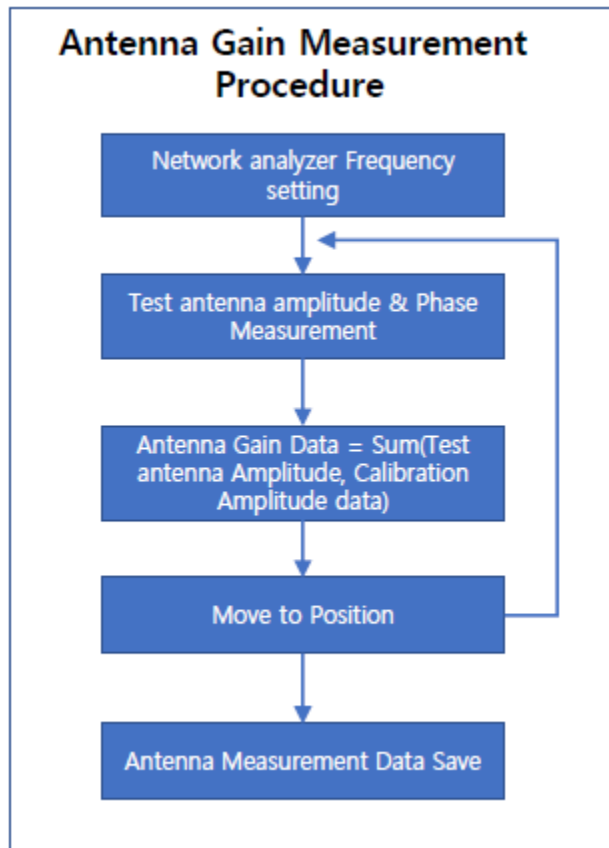 Antenna Gain Measurement
Procedure
Network analyzer Frequency
setting
Test antenna amplitude & Phase
Measurement
Antenna Gain Data = Sum(Test
antenna Amplitude, Calibration
Amplitude data)
Move to Position
Antenna Measurement Data Save